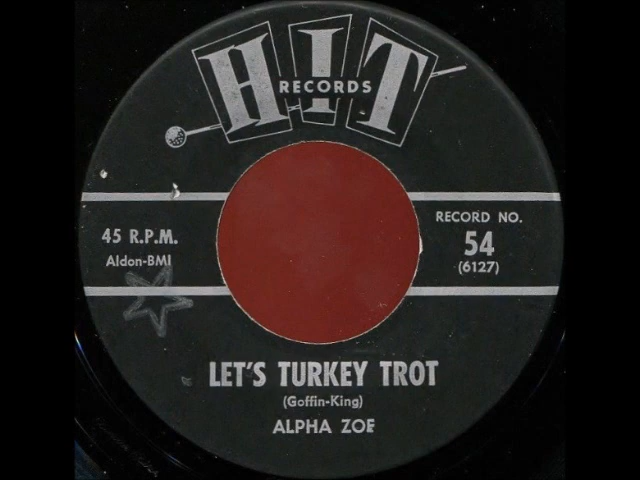 HIT
RECORDS
45 R.P.M.
Aldon-BMI
RECORD NO.
54
(6127)
LET'S TURKEY TROT
(Goffin-King)
ALPHA ZOE